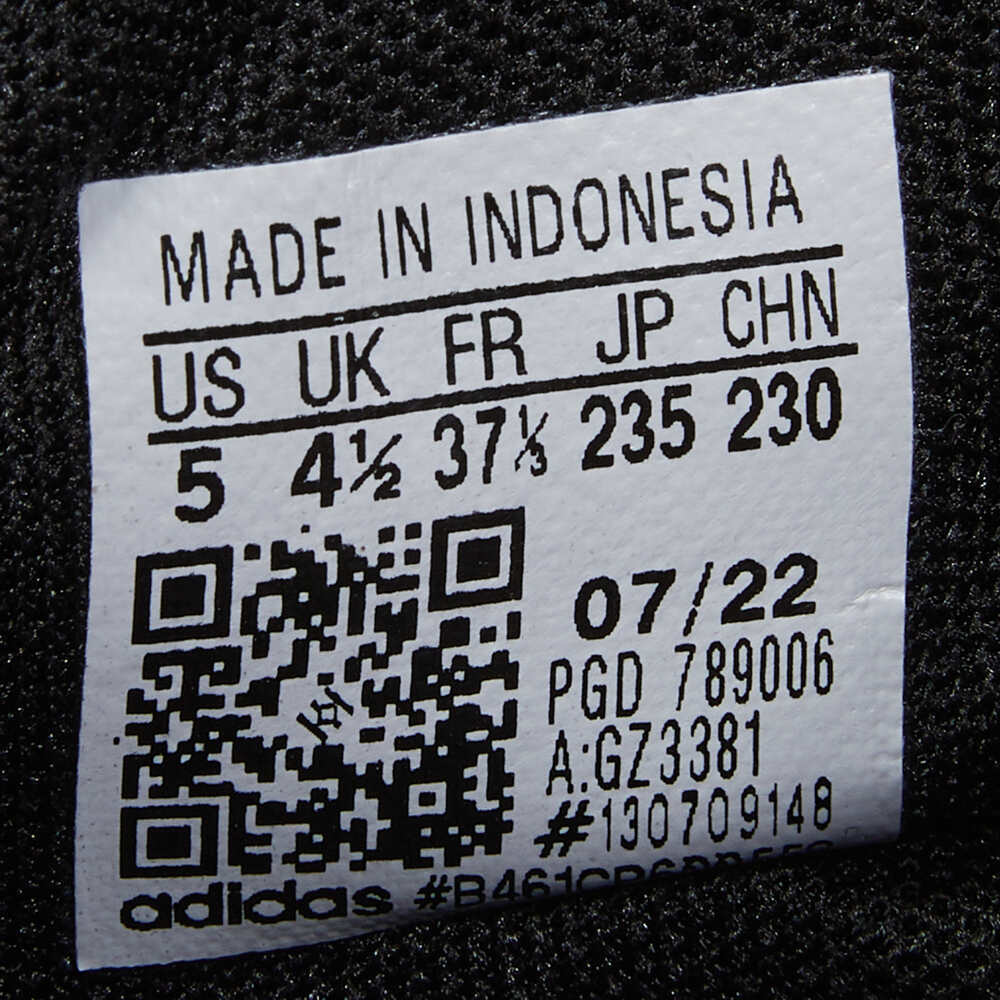 MADE IN INDONESIA
US UK FR JP CHN
5 4½ 37⅓ 235 230
07/22
PGD 789006
A:GZ3381
#130709148
adidas